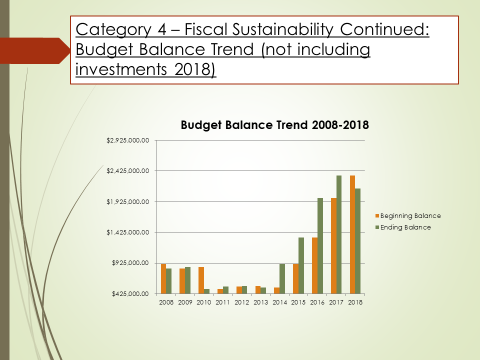 Category 4 – Fiscal Sustainability Continued:
Budget Balance Trend (not including
investments 2018)
Budget Balance Trend 2008-2018
$2,925,000.00
$2,425,000.00
$1,925,000.00
$1,425,000.00
$925,000.00
$425,000.00
2008 2009 2010 2011 2012 2013 2014 2015 2016 2017 2018
Beginning Balance
Ending Balance